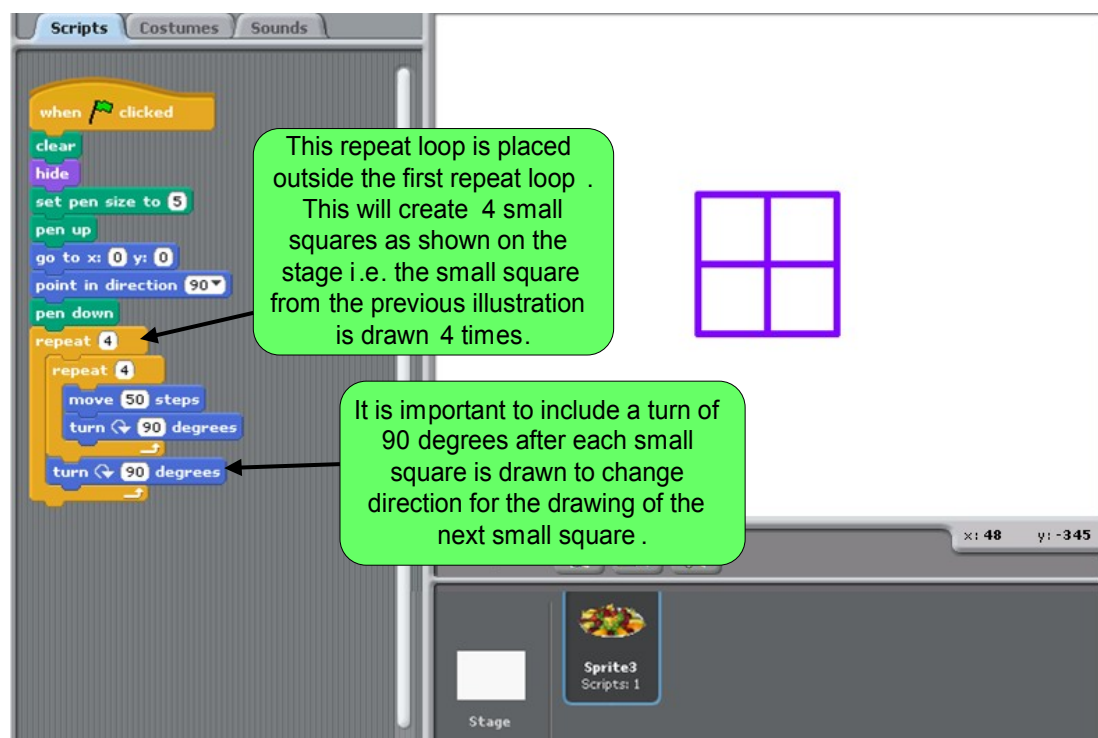 Scripts Costumes Sounds
when clicked
clear
hide
set pen size to 5
pen up
go to x: 0 y: 0
point in direction 90
pen down
repeat 4
repeat 4
move 50 steps
turn 90 degrees
turn 90 degrees
This repeat loop is placed
outside the first repeat loop .
This will create 4 small
squares as shown on the
stage i.e. the small square
from the previous illustration
is drawn 4 times.
It is important to include a turn of
90 degrees after each small
square is drawn to change
direction for the drawing of the
next small square .
x: 48 y: -345
Sprite3
Scripts: 1
Stage